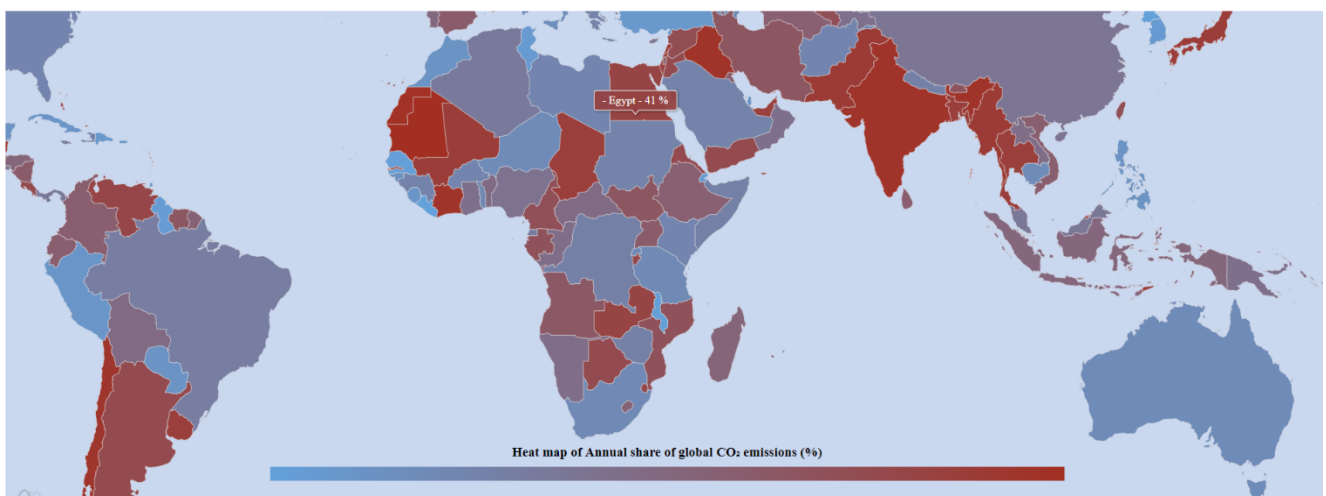 - Egypt - 41 %
Heat map of Annual share of global CO₂ emissions (%)